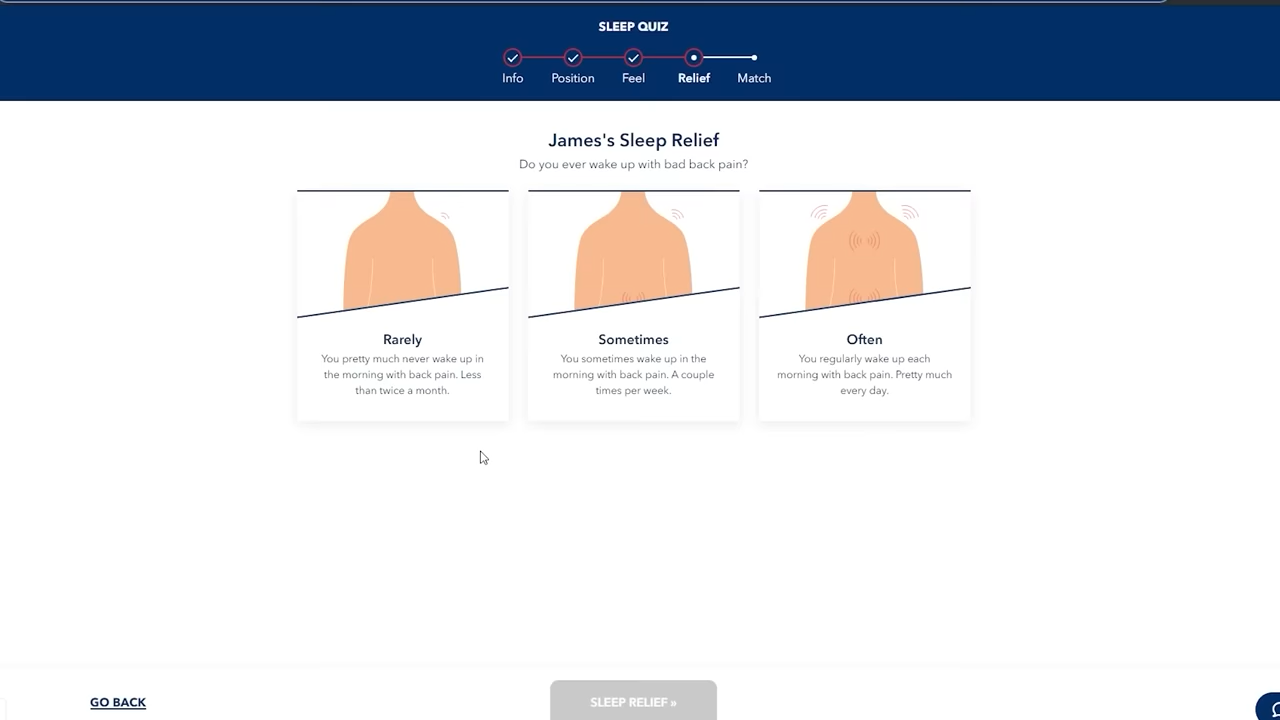 SLEEP QUIZ
Info
Position
Feel
Relief
Match
James's Sleep Relief
Do you ever wake up with bad back pain?
Rarely
You pretty much never wake up in
the morning with back pain. Less
than twice a month.
Sometimes
You sometimes wake up in the
morning with back pain. A couple
times per week.
Often
You regularly wake up each
morning with back pain. Pretty much
every day.
GO BACK
SLEEP RELIEF »